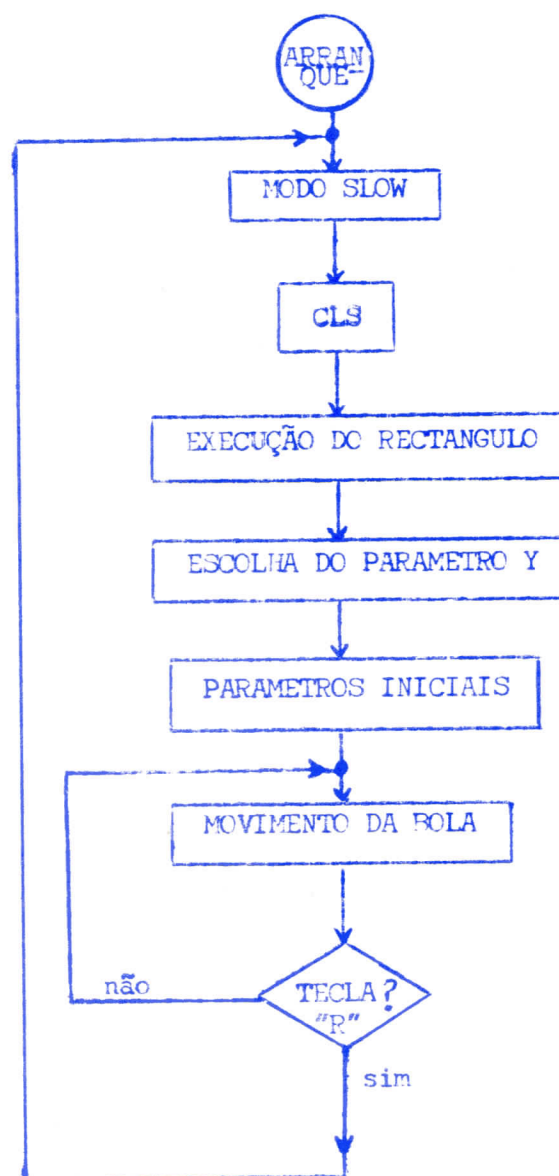 ARRAN
QUE
MODO SLOW
CLS
EXECUÇÃO DO RECTANGULO
ESCOLHA DO PARAMETRO Y
PARAMETROS INICIAIS
MOVIMENTO DA BOLA
não
TECLA?
"R"
sim